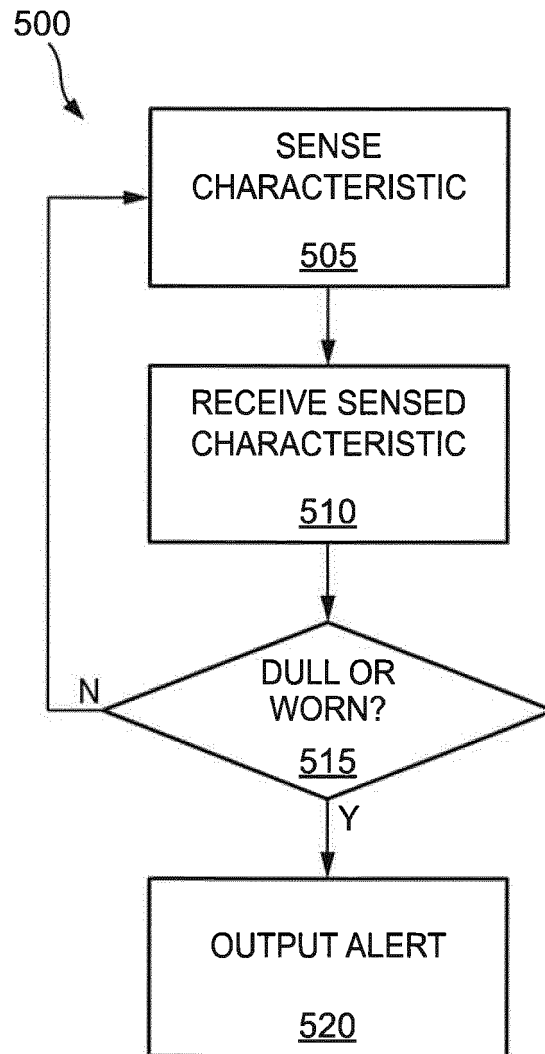 500
SENSE
CHARACTERISTIC
505
RECEIVE SENSED
CHARACTERISTIC
510
DULL OR
WORN?
515
N
Y
OUTPUT ALERT
520